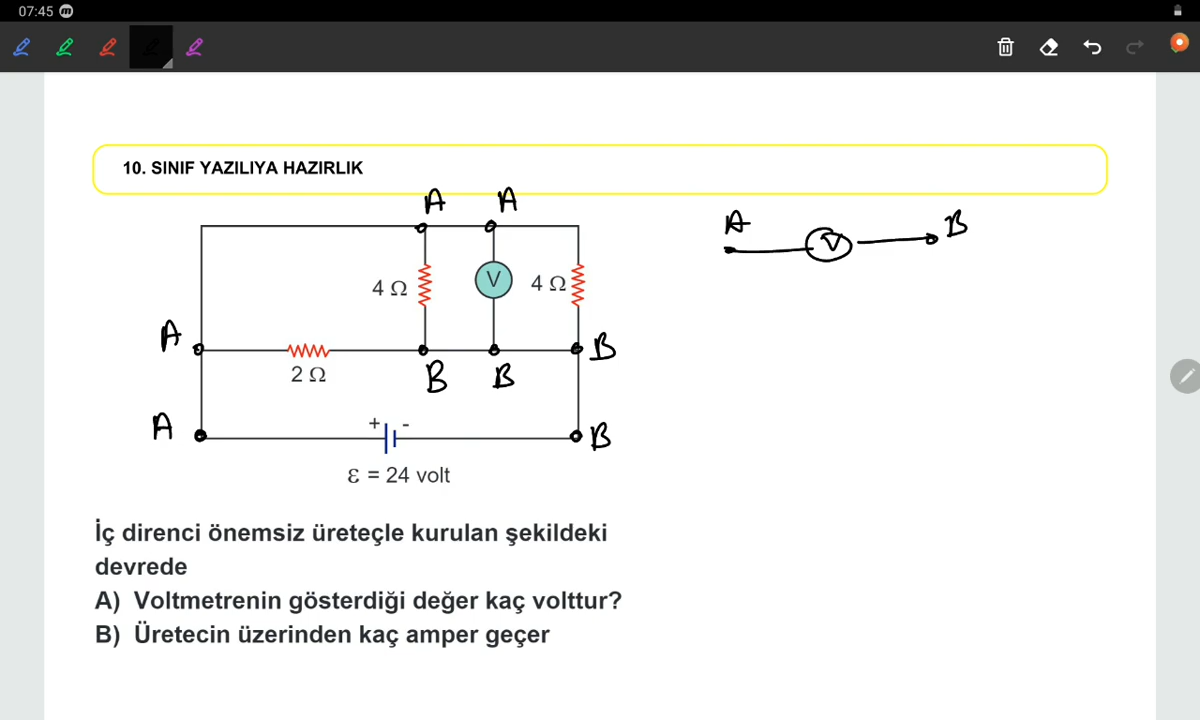 07:45 m
10. SINIF YAZILIYA HAZIRLIK
A A
A V B
4 Ω V 4 Ω
A B
2 Ω B B
A + - B
ε = 24 volt
İç direnci önemsiz üreteçle kurulan şekildeki
devrede
A) Voltmetrenin gösterdiği değer kaç volttur?
B) Üretecin üzerinden kaç amper geçer